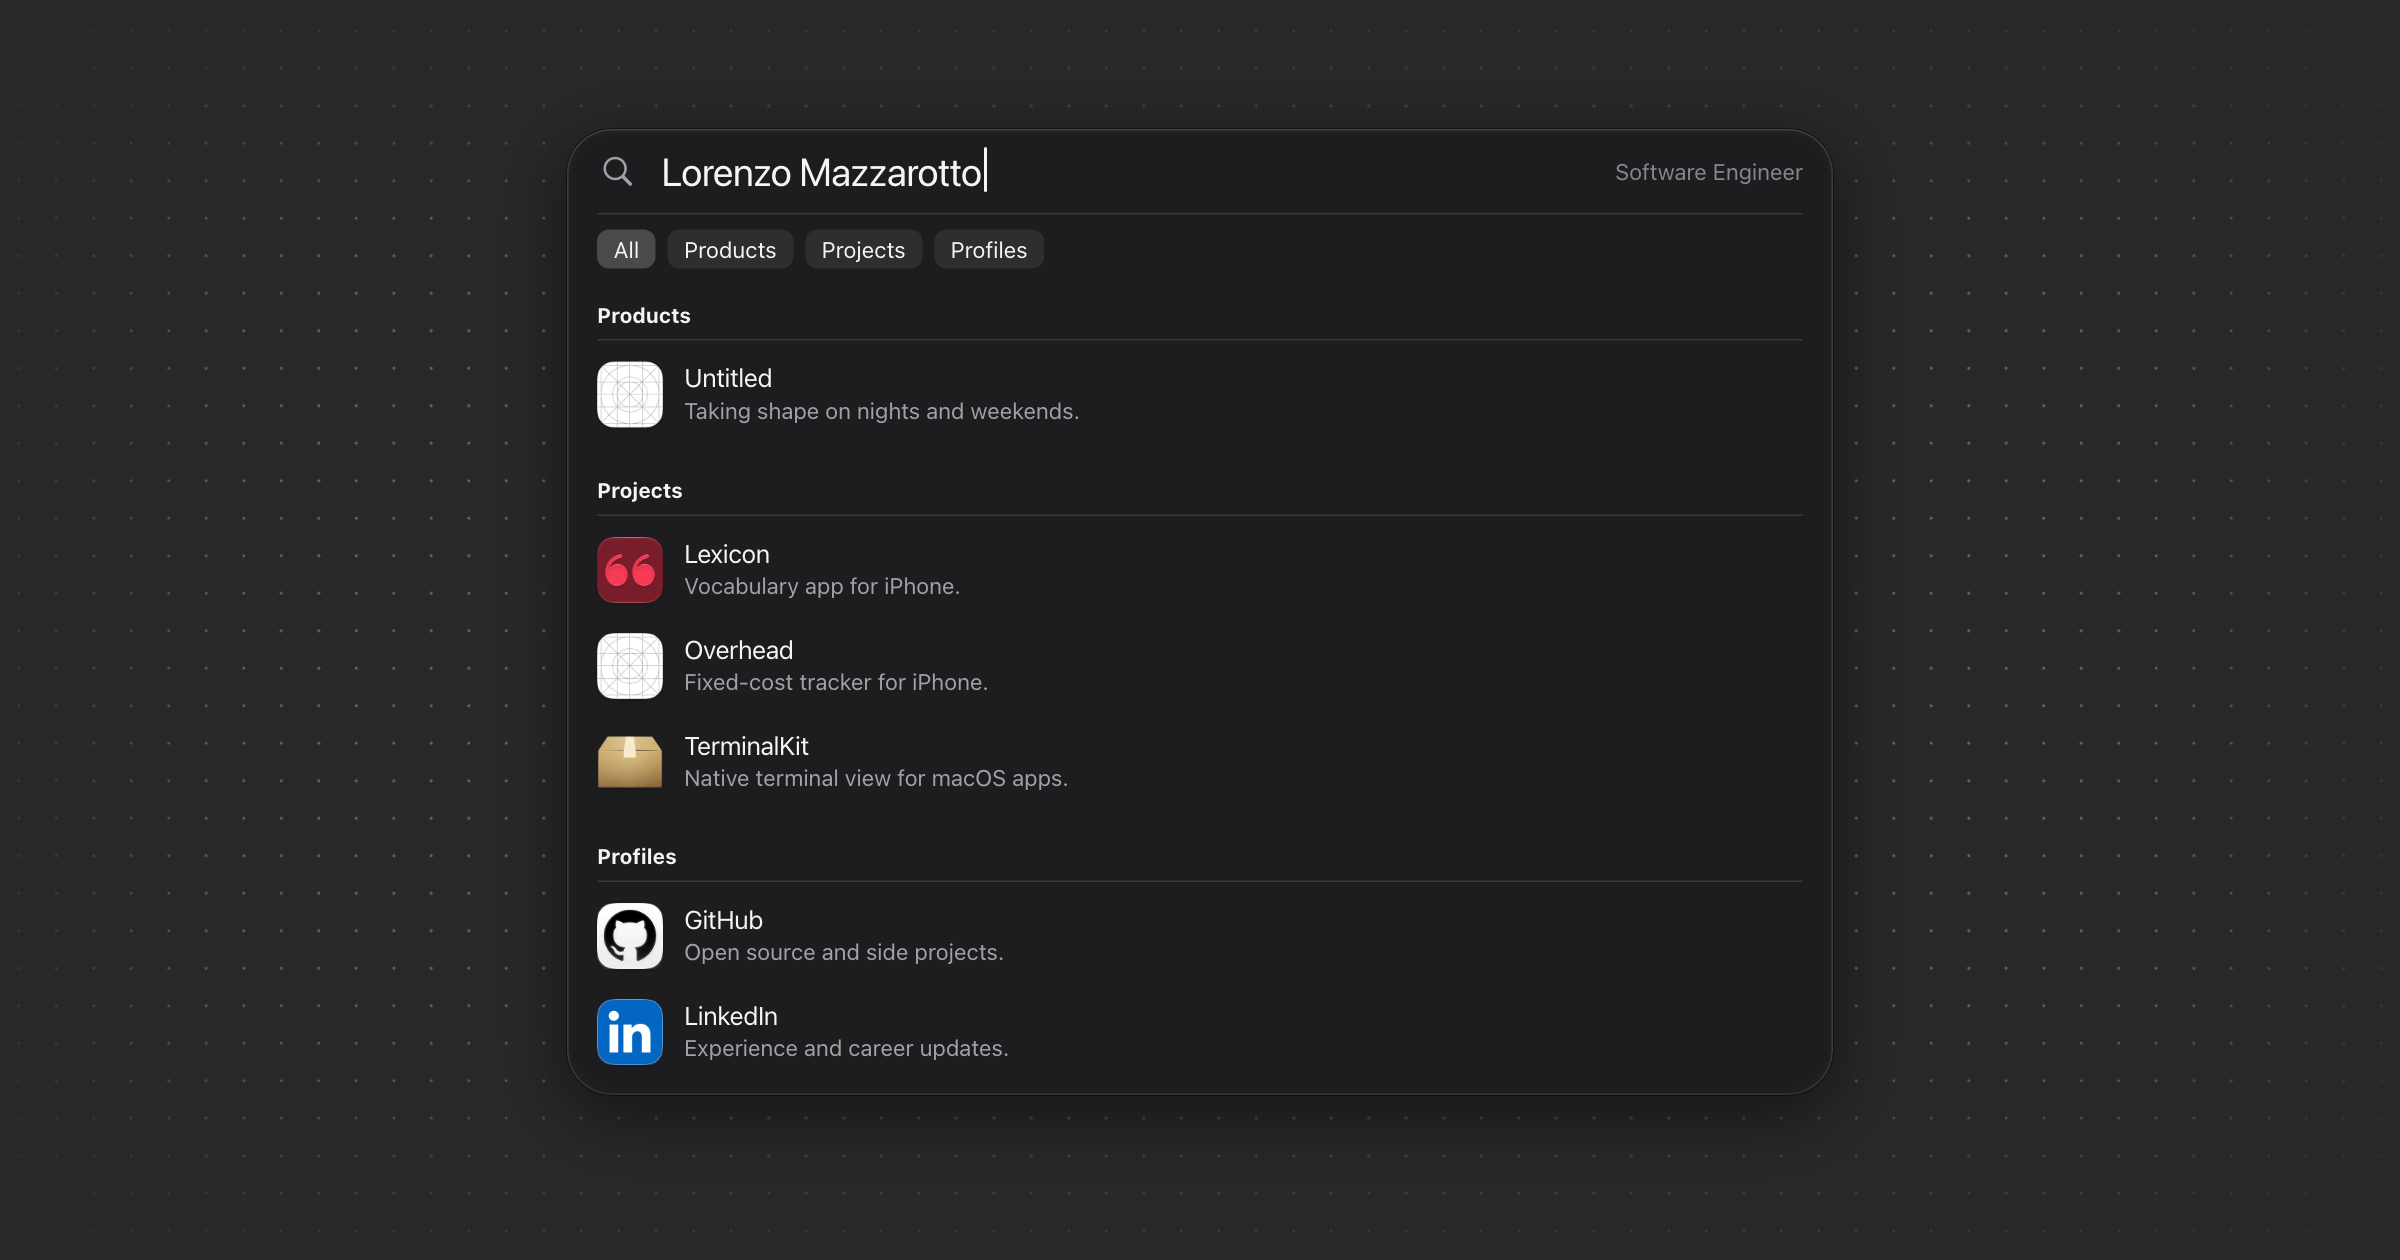 Lorenzo Mazzarotto
Software Engineer
All
Products
Projects
Profiles
Products
Untitled
Taking shape on nights and weekends.
Projects
Lexicon
Vocabulary app for iPhone.
Overhead
Fixed-cost tracker for iPhone.
TerminalKit
Native terminal view for macOS apps.
Profiles
GitHub
Open source and side projects.
in
LinkedIn
Experience and career updates.